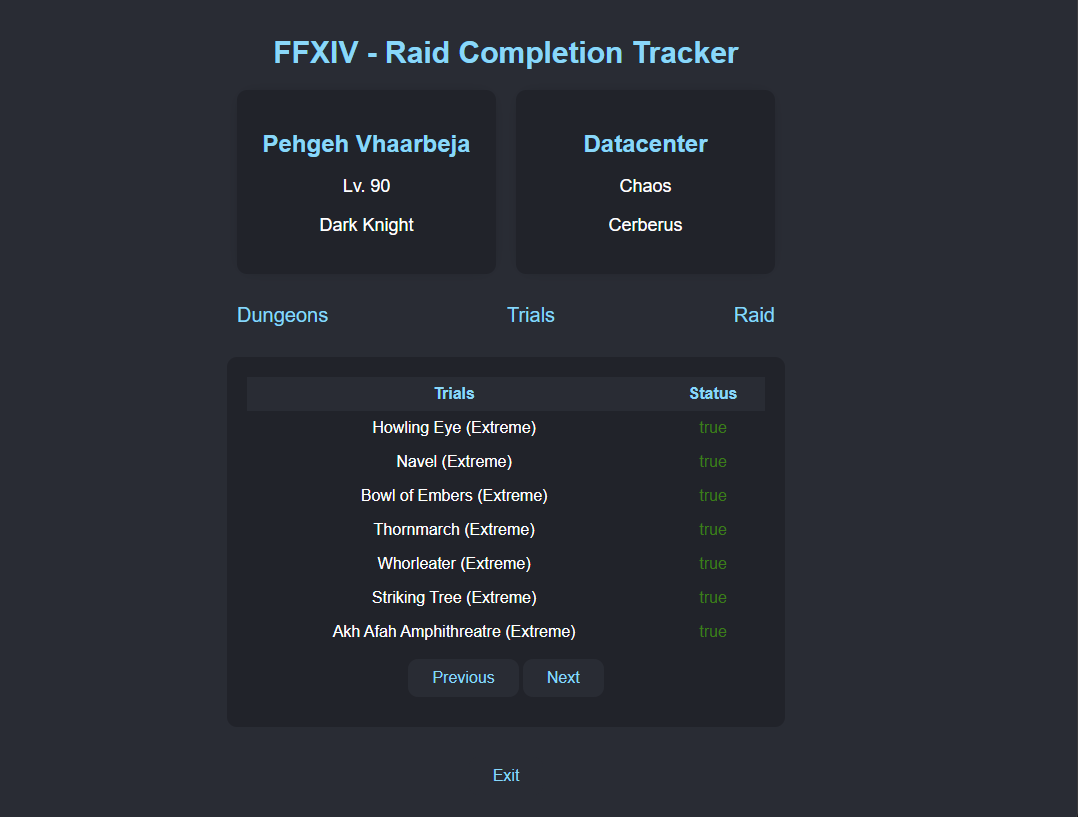 FFXIV - Raid Completion Tracker
Pehgeh Vhaarbeja
Lv. 90
Dark Knight
Datacenter
Chaos
Cerberus
Dungeons Trials Raid
Trials Status
Howling Eye (Extreme) true
Navel (Extreme) true
Bowl of Embers (Extreme) true
Thornmarch (Extreme) true
Whorleater (Extreme) true
Striking Tree (Extreme) true
Akh Afah Amphithreatre (Extreme) true
Previous Next
Exit